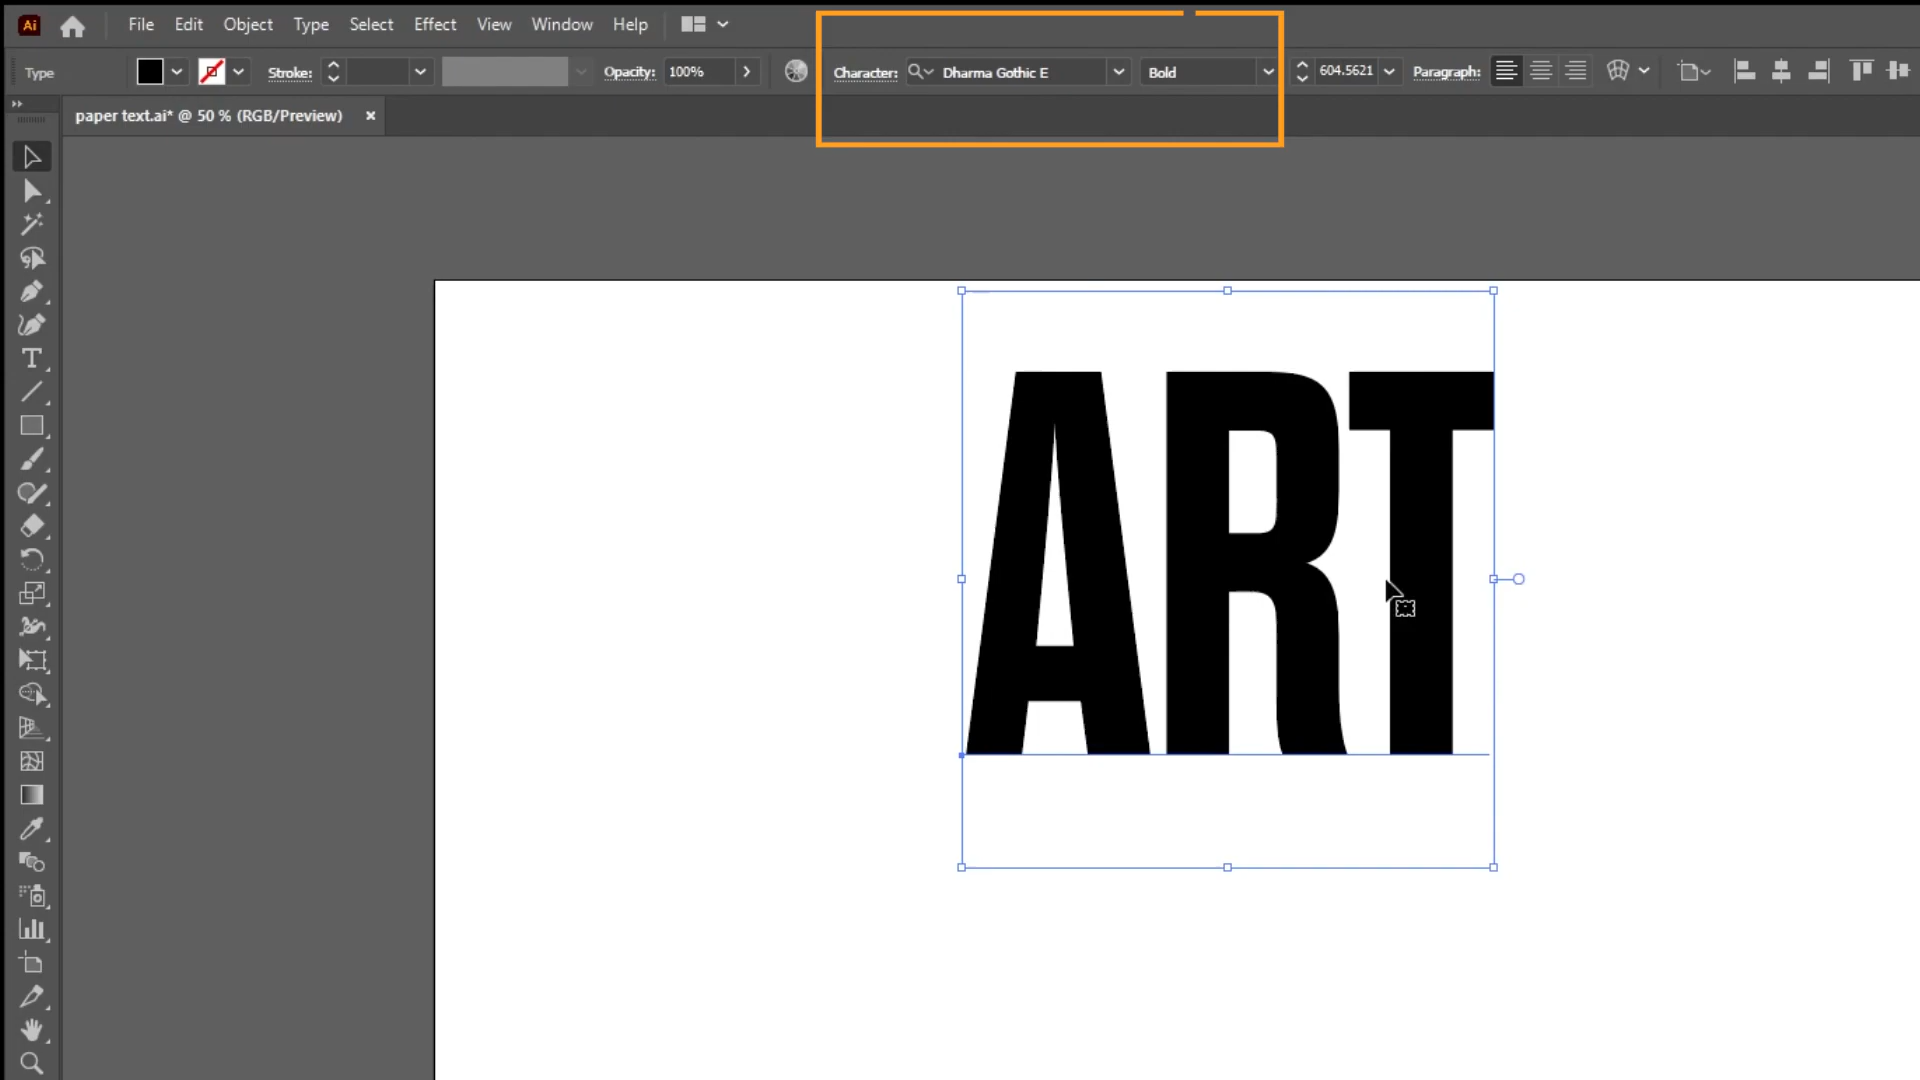 Ai File Edit Object Type Select Effect View Window Help
Type Stroke: Opacity: 100% Character: Dharma Gothic E Bold 604.5621 Paragraph:
paper text.ai* @ 50 % (RGB/Preview) ×
ART